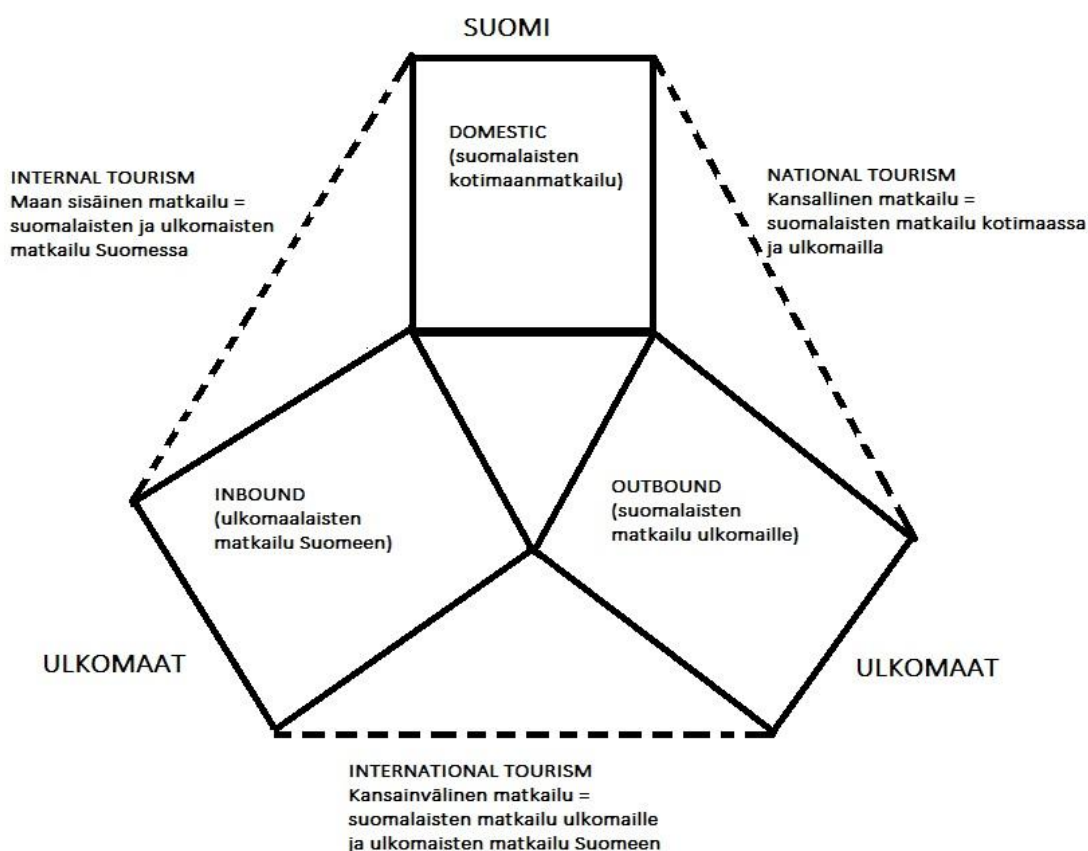 SUOMI
DOMESTIC
(suomalaisten
kotimaanmatkailu)
INTERNAL TOURISM
Maan sisäinen matkailu =
suomalaisten ja ulkomaisten
matkailu Suomessa
NATIONAL TOURISM
Kansallinen matkailu =
suomalaisten matkailu kotimaassa
ja ulkomailla
INBOUND
(ulkomaalaisten
matkailu Suomeen)
OUTBOUND
(suomalaisten
matkailu ulkomaille)
ULKOMAAT
ULKOMAAT
INTERNATIONAL TOURISM
Kansainvälinen matkailu =
suomalaisten matkailu ulkomaille
ja ulkomaisten matkailu Suomeen